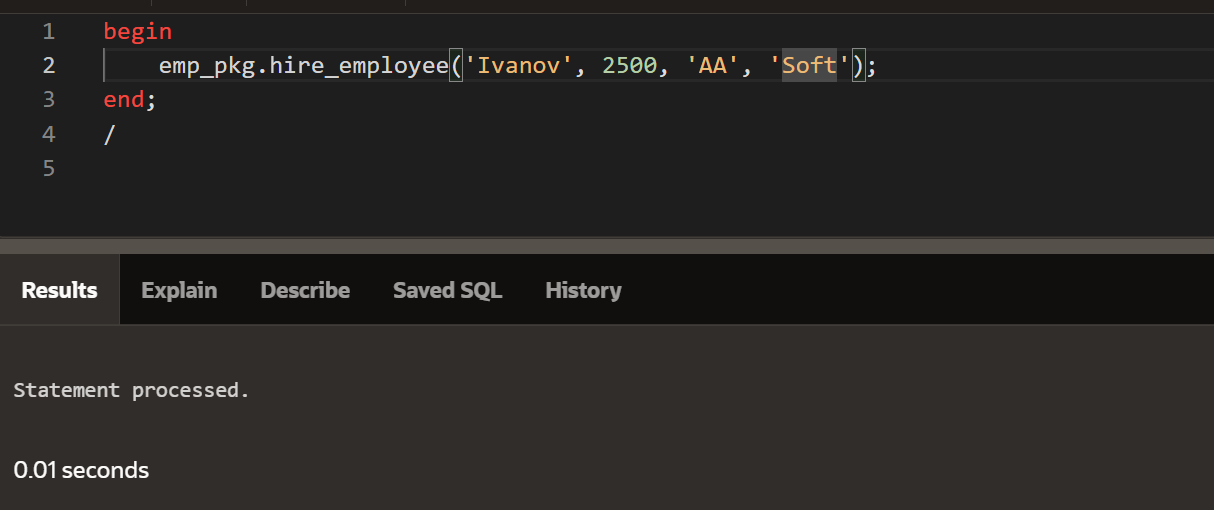 1 begin
2 emp_pkg.hire_employee('Ivanov', 2500, 'AA', 'Soft');
3 end;
4 /
5
Results Explain Describe Saved SQL History
Statement processed.
0.01 seconds